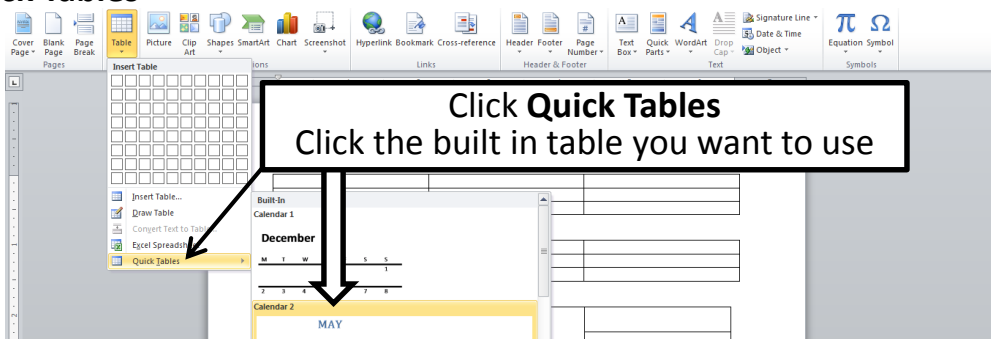 Tables
Cover Page
Blank Page
Page Break
Table
Picture
Clip Art
Shapes
SmartArt
Chart
Screenshot
Hyperlink
Bookmark
Cross-reference
Header
Footer
Page Number
Text Box
Quick Parts
WordArt
Drop Cap
Signature Line
Date & Time
Object
Equation
Symbol
Pages
Links
Header & Footer
Text
Symbols
Insert Table
Click Quick Tables
Click the built in table you want to use
Insert Table...
Draw Table
Convert Text to
Excel
Quick Tables
Built-In
Calendar 1
December
M T W S S
1
2 3 4 7 8
Calendar 2
MAY